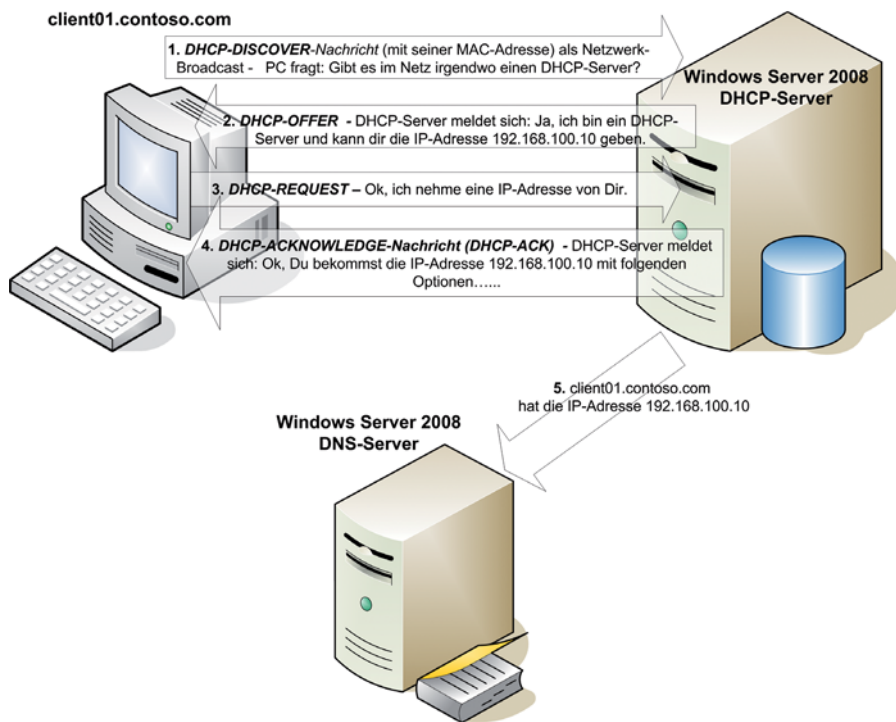 client01.contoso.com
1. DHCP-DISCOVER-Nachricht (mit seiner MAC-Adresse) als Netzwerk-
Broadcast - PC fragt: Gibt es im Netz irgendwo einen DHCP-Server?
Windows Server 2008
DHCP-Server
2. DHCP-OFFER - DHCP-Server meldet sich: Ja, ich bin ein DHCP-
Server und kann dir die IP-Adresse 192.168.100.10 geben.
3. DHCP-REQUEST – Ok, ich nehme eine IP-Adresse von Dir.
4. DHCP-ACKNOWLEDGE-Nachricht (DHCP-ACK) - DHCP-Server meldet
sich: Ok, Du bekommst die IP-Adresse 192.168.100.10 mit folgenden
Optionen…...
5. client01.contoso.com
hat die IP-Adresse 192.168.100.10
Windows Server 2008
DNS-Server